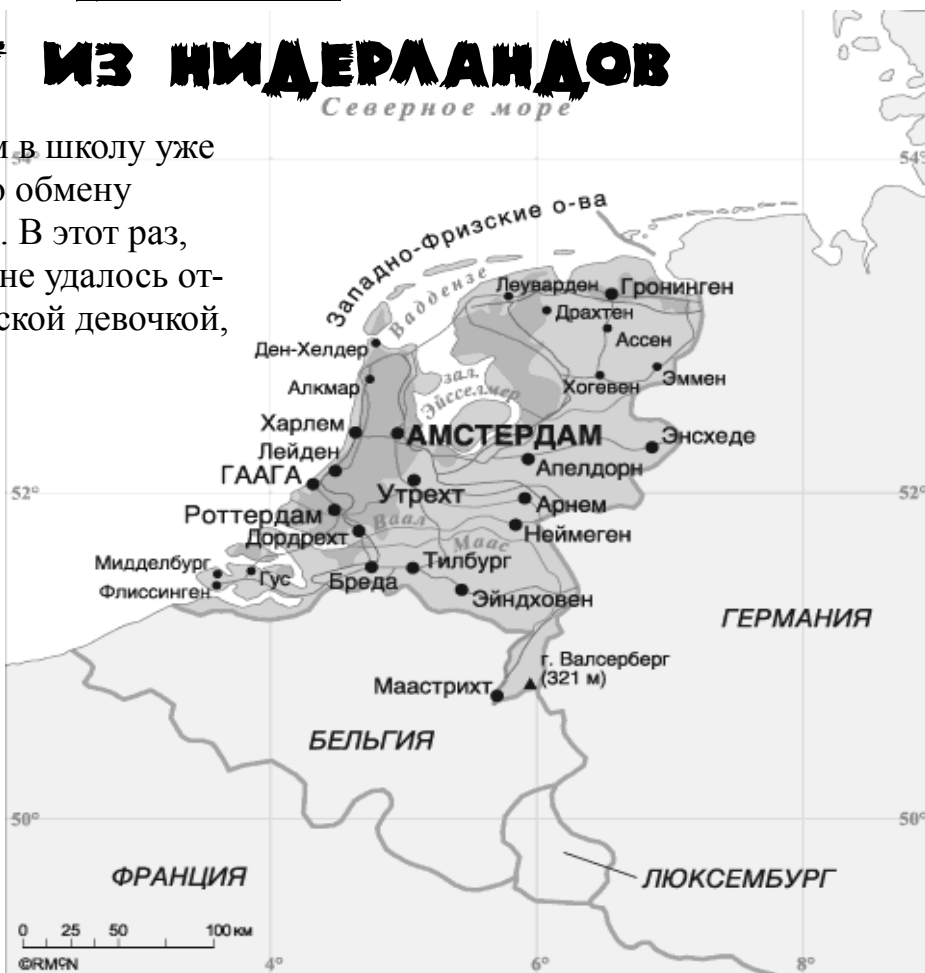 ИЗ НИДЕРЛАНДОВ
Северное море
в школу уже
обмену
В этот раз,
не удалось от-
ской девочкой,
54°
54°
Западно-Фризские о-ва
Ваддензе
Леуварден
Гронинген
Драхтен
Ассен
Ден-Хелдер
Алкмар
зал.
Эйсселмер
Хогевен
Эммен
Харлем
АМСТЕРДАМ
Энсхеде
Лейден
Апелдорн
ГААГА
52°
52°
Утрехт
Арнем
Роттердам
Ваал
Неймеген
Дордрехт
Маас
Мидделбург
Гус
Тилбург
Флиссинген
Бреда
Эйндховен
ГЕРМАНИЯ
г. Валсерберг
(321 м)
Маастрихт
БЕЛЬГИЯ
50°
50°
ФРАНЦИЯ
ЛЮКСЕМБУРГ
0 25 50 100 км
©RMCN
4° 6° 8°